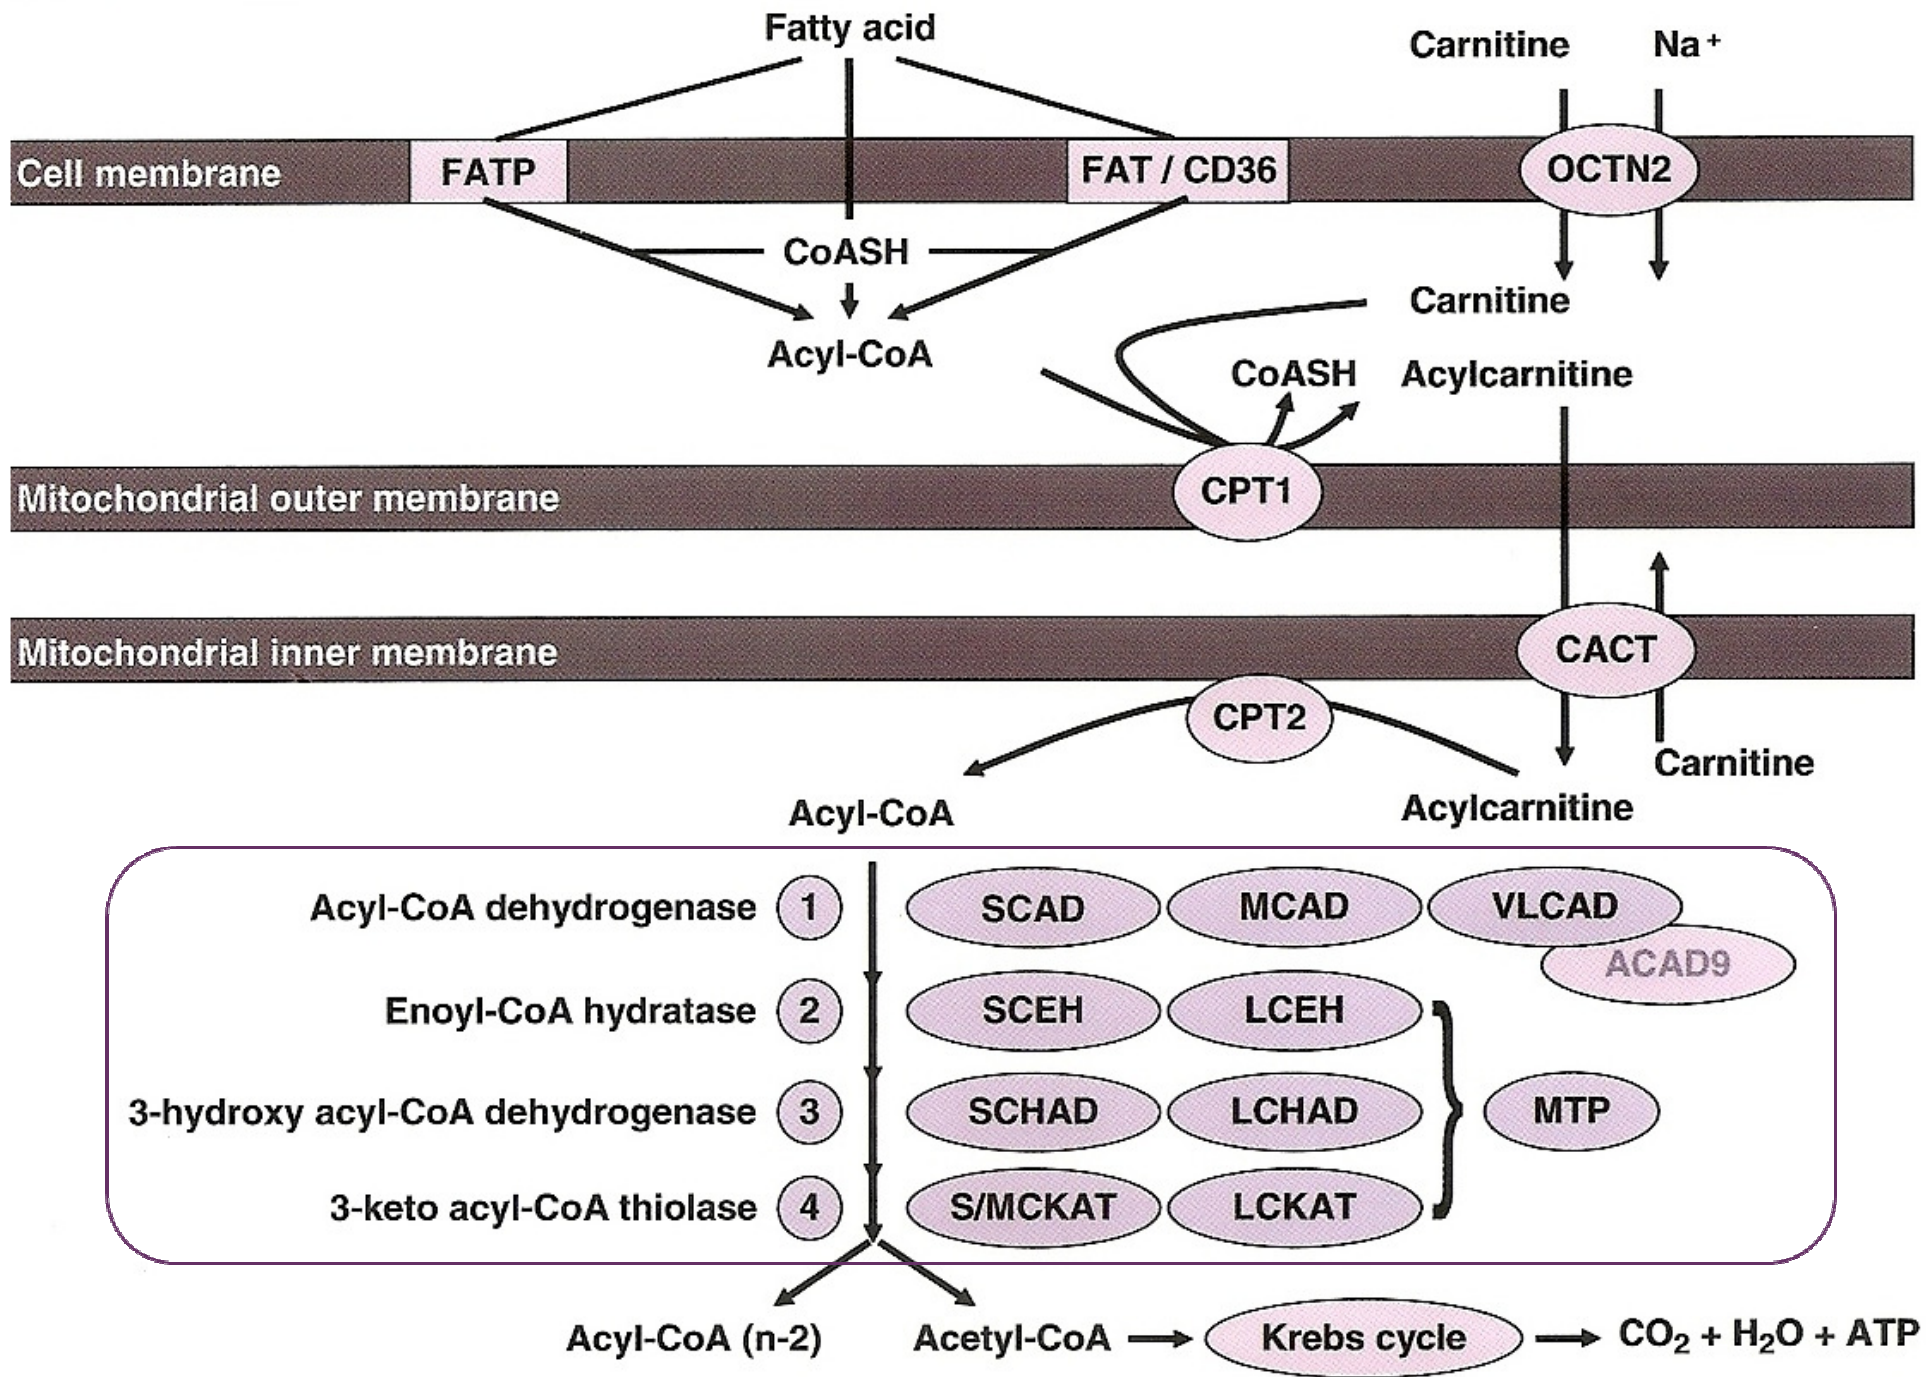 Fatty acid
Carnitine Na+
Cell membrane FATP FAT / CD36 OCTN2
CoASH
Carnitine
Acyl-CoA
CoASH Acylcarnitine
Mitochondrial outer membrane CPT1
Mitochondrial inner membrane CACT
CPT2
Carnitine
Acyl-CoA Acylcarnitine
Acyl-CoA dehydrogenase 1 SCAD MCAD VLCAD
ACAD9
Enoyl-CoA hydratase 2 SCEH LCEH
3-hydroxy acyl-CoA dehydrogenase 3 SCHAD LCHAD MTP
3-keto acyl-CoA thiolase 4 S/MCKAT LCKAT
Acyl-CoA (n-2) Acetyl-CoA Krebs cycle CO₂ + H₂O + ATP